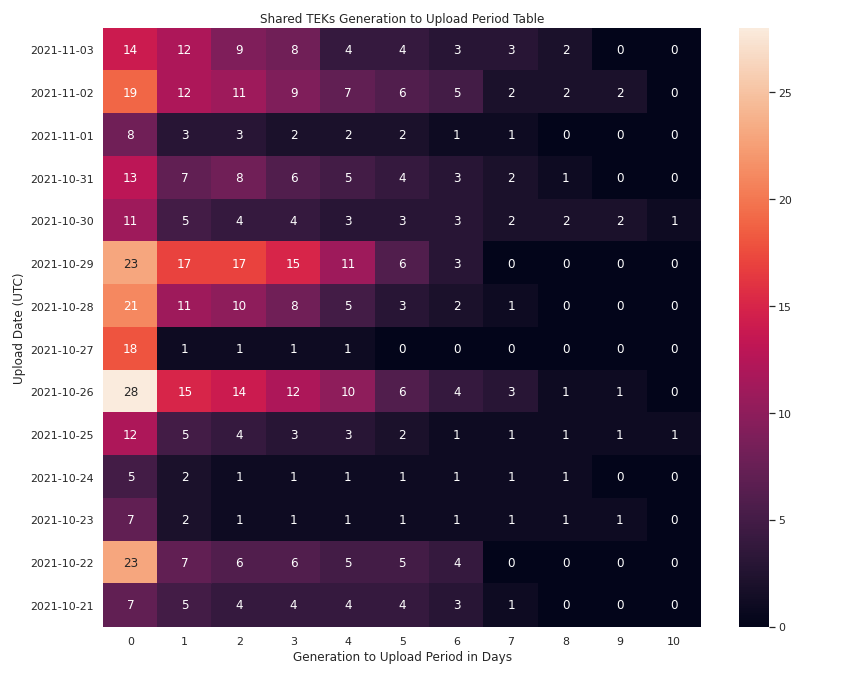 Shared TEKs Generation to Upload Period Table
2021-11-03 14 12 9 8 4 4 3 3 2 0 0
2021-11-02 19 12 11 9 7 6 5 2 2 2 0
2021-11-01 8 3 3 2 2 2 1 1 0 0 0
2021-10-31 13 7 8 6 5 4 3 2 1 0 0
2021-10-30 11 5 4 4 3 3 3 2 2 2 1
2021-10-29 23 17 17 15 11 6 3 0 0 0 0
2021-10-28 21 11 10 8 5 3 2 1 0 0 0
2021-10-27 18 1 1 1 1 0 0 0 0 0 0
2021-10-26 28 15 14 12 10 6 4 3 1 1 0
2021-10-25 12 5 4 3 3 2 1 1 1 1 1
2021-10-24 5 2 1 1 1 1 1 1 1 0 0
2021-10-23 7 2 1 1 1 1 1 1 1 1 0
2021-10-22 23 7 6 6 5 5 4 0 0 0 0
2021-10-21 7 5 4 4 4 4 3 1 0 0 0
0 1 2 3 4 5 6 7 8 9 10
Generation to Upload Period in Days
Upload Date (UTC)
25
20
15
10
5
0